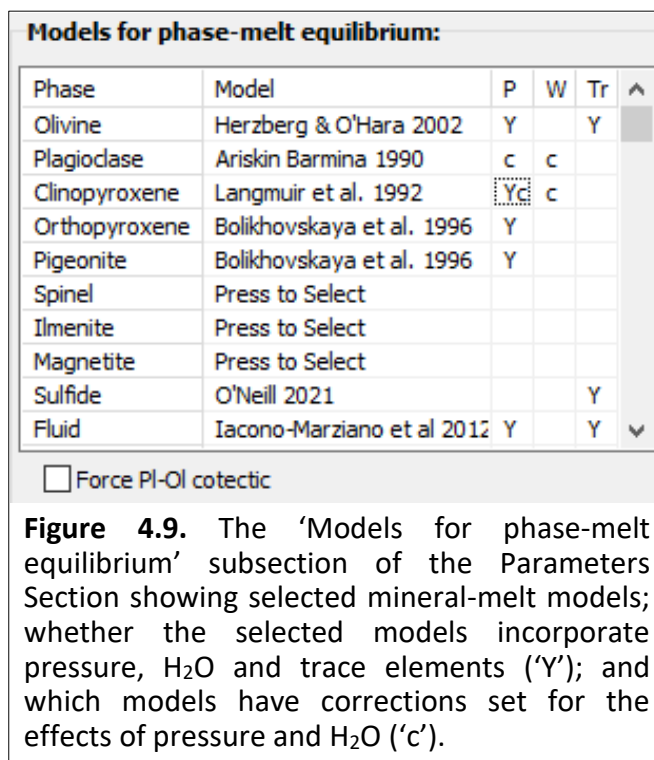 Models for phase-melt equilibrium:
Phase Model P W Tr
Olivine Herzberg & O'Hara 2002 Y Y
Plagioclase Ariskin Barmina 1990 c c
Clinopyroxene Langmuir et al. 1992 Yc c
Orthopyroxene Bolikhovskaya et al. 1996 Y
Pigeonite Bolikhovskaya et al. 1996 Y
Spinel Press to Select
Ilmenite Press to Select
Magnetite Press to Select
Sulfide O'Neill 2021 Y
Fluid Iacono-Marziano et al 2012 Y Y
Force Pl-Ol cotectic
Figure 4.9. The ‘Models for phase-melt
equilibrium’ subsection of the Parameters
Section showing selected mineral-melt models;
whether the selected models incorporate
pressure, H₂O and trace elements (‘Y’); and
which models have corrections set for the
effects of pressure and H₂O (‘c’).